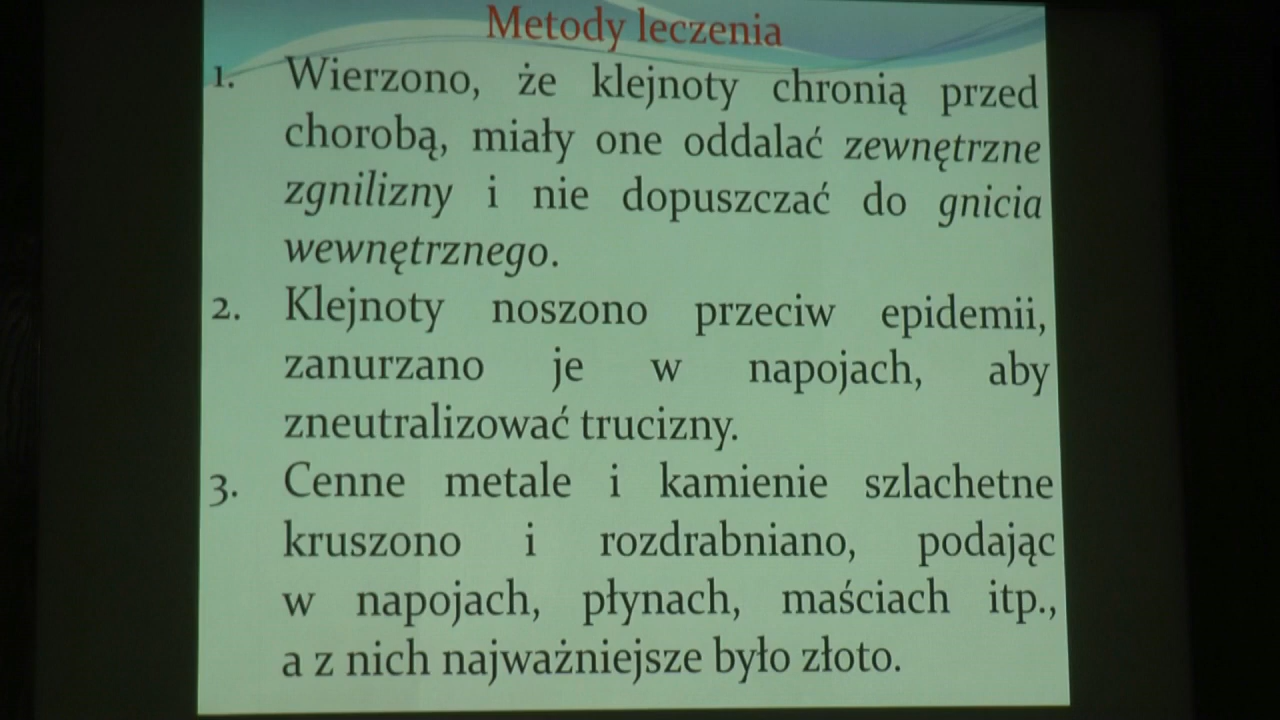 Metody leczenia
1. Wierzono, że klejnoty chronią przed
chorobą, miały one oddalać zewnętrzne
zgnilizny i nie dopuszczać do gnicia
wewnętrznego.
2. Klejnoty noszono przeciw epidemii,
zanurzano je w napojach, aby
zneutralizować trucizny.
3. Cenne metale i kamienie szlachetne
kruszono i rozdrabniano, podając
w napojach, płynach, maściach itp.,
a z nich najważniejsze było złoto.